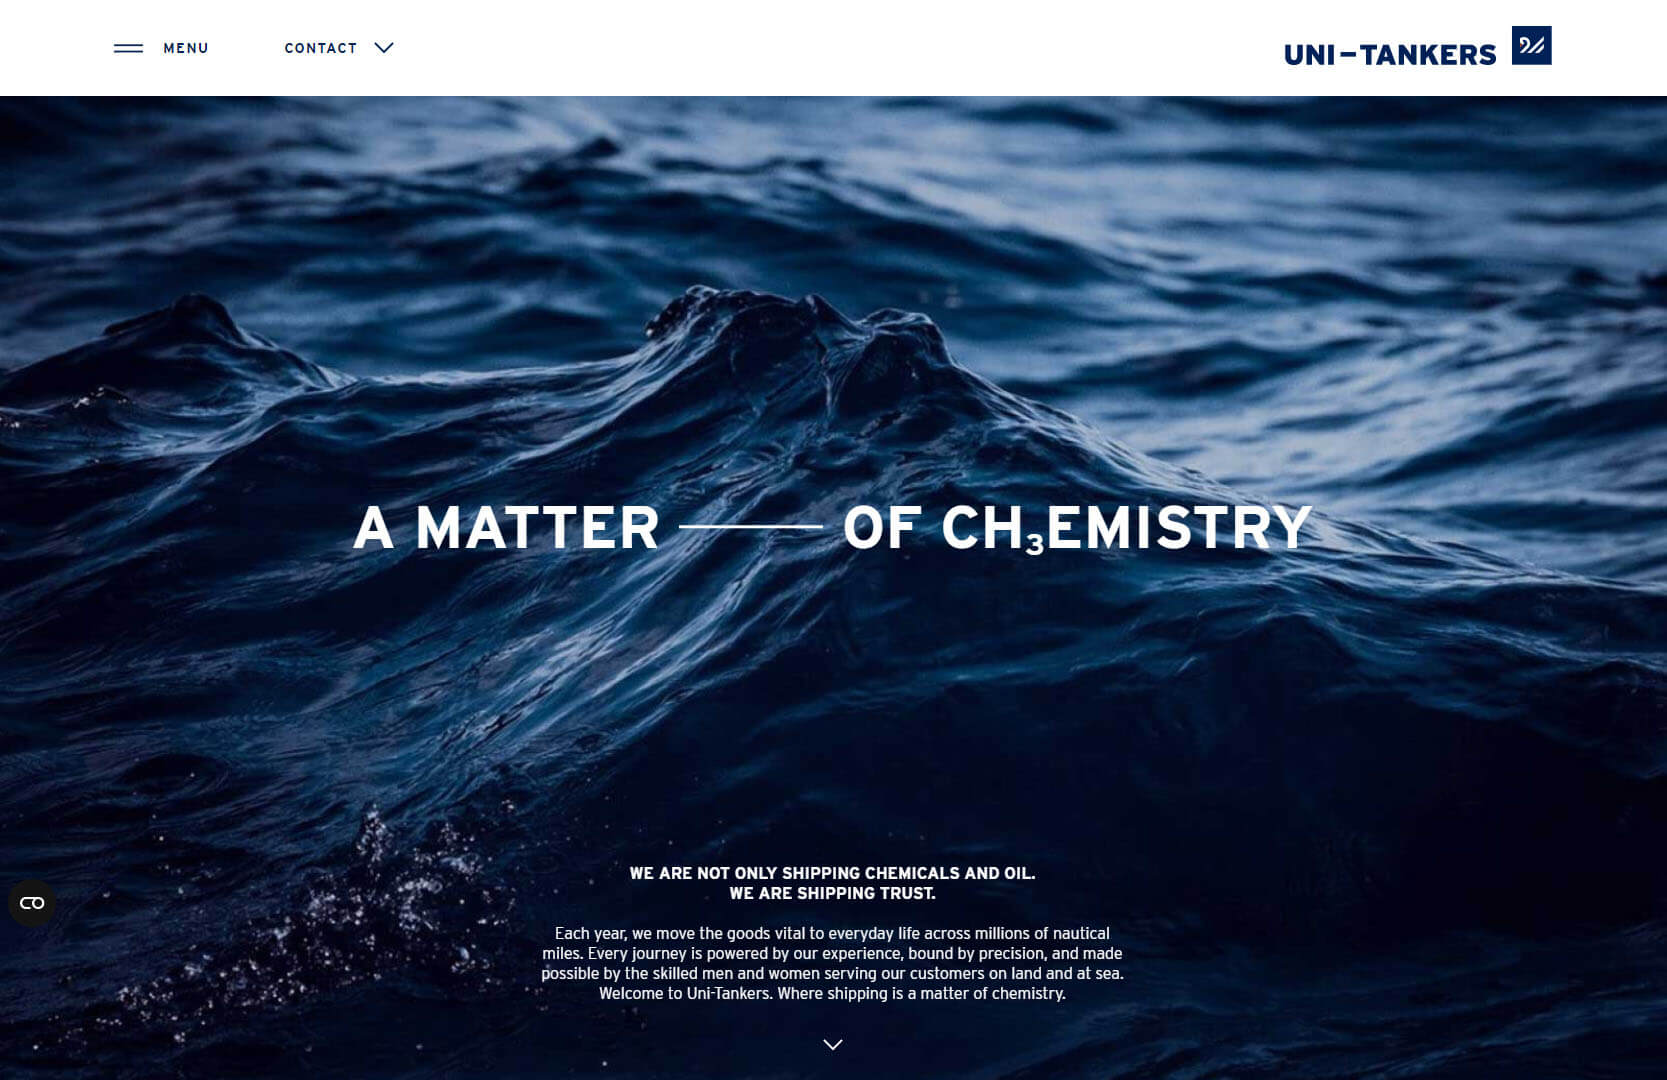 MENU
CONTACT
UNI-TANKERS
A MATTER —— OF CH₃EMISTRY
WE ARE NOT ONLY SHIPPING CHEMICALS AND OIL.
WE ARE SHIPPING TRUST.
Each year, we move the goods vital to everyday life across millions of nautical
miles. Every journey is powered by our experience, bound by precision, and made
possible by the skilled men and women serving our customers on land and at sea.
Welcome to Uni-Tankers. Where shipping is a matter of chemistry.